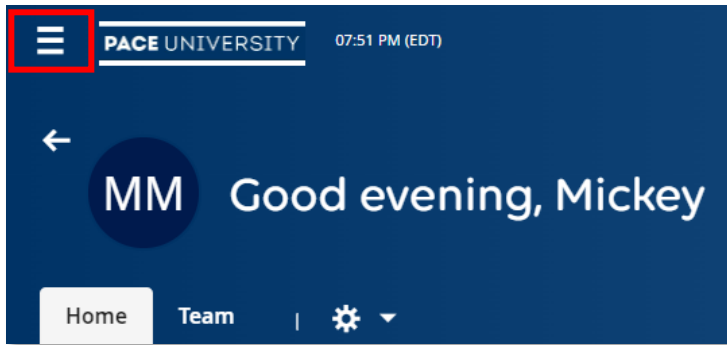 PACE UNIVERSITY 07:51 PM (EDT)
MM Good evening, Mickey
Home Team |